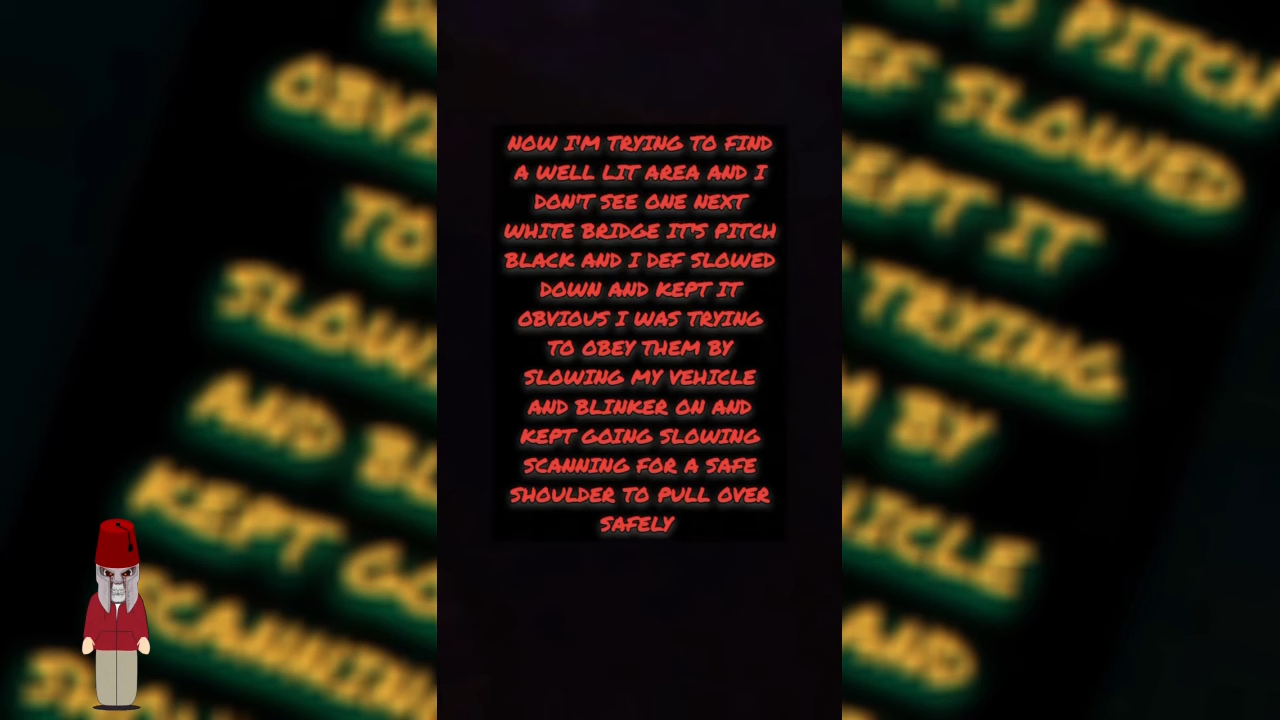 NOW I'M TRYING TO FIND
A WELL LIT AREA AND I
DON'T SEE ONE NEXT
WHITE BRIDGE IT'S PITCH
BLACK AND I DEF SLOWED
DOWN AND KEPT IT
OBVIOUS I WAS TRYING
TO OBEY THEM BY
SLOWING MY VEHICLE
AND BLINKER ON AND
KEPT GOING SLOWING
SCANNING FOR A SAFE
SHOULDER TO PULL OVER
SAFELY